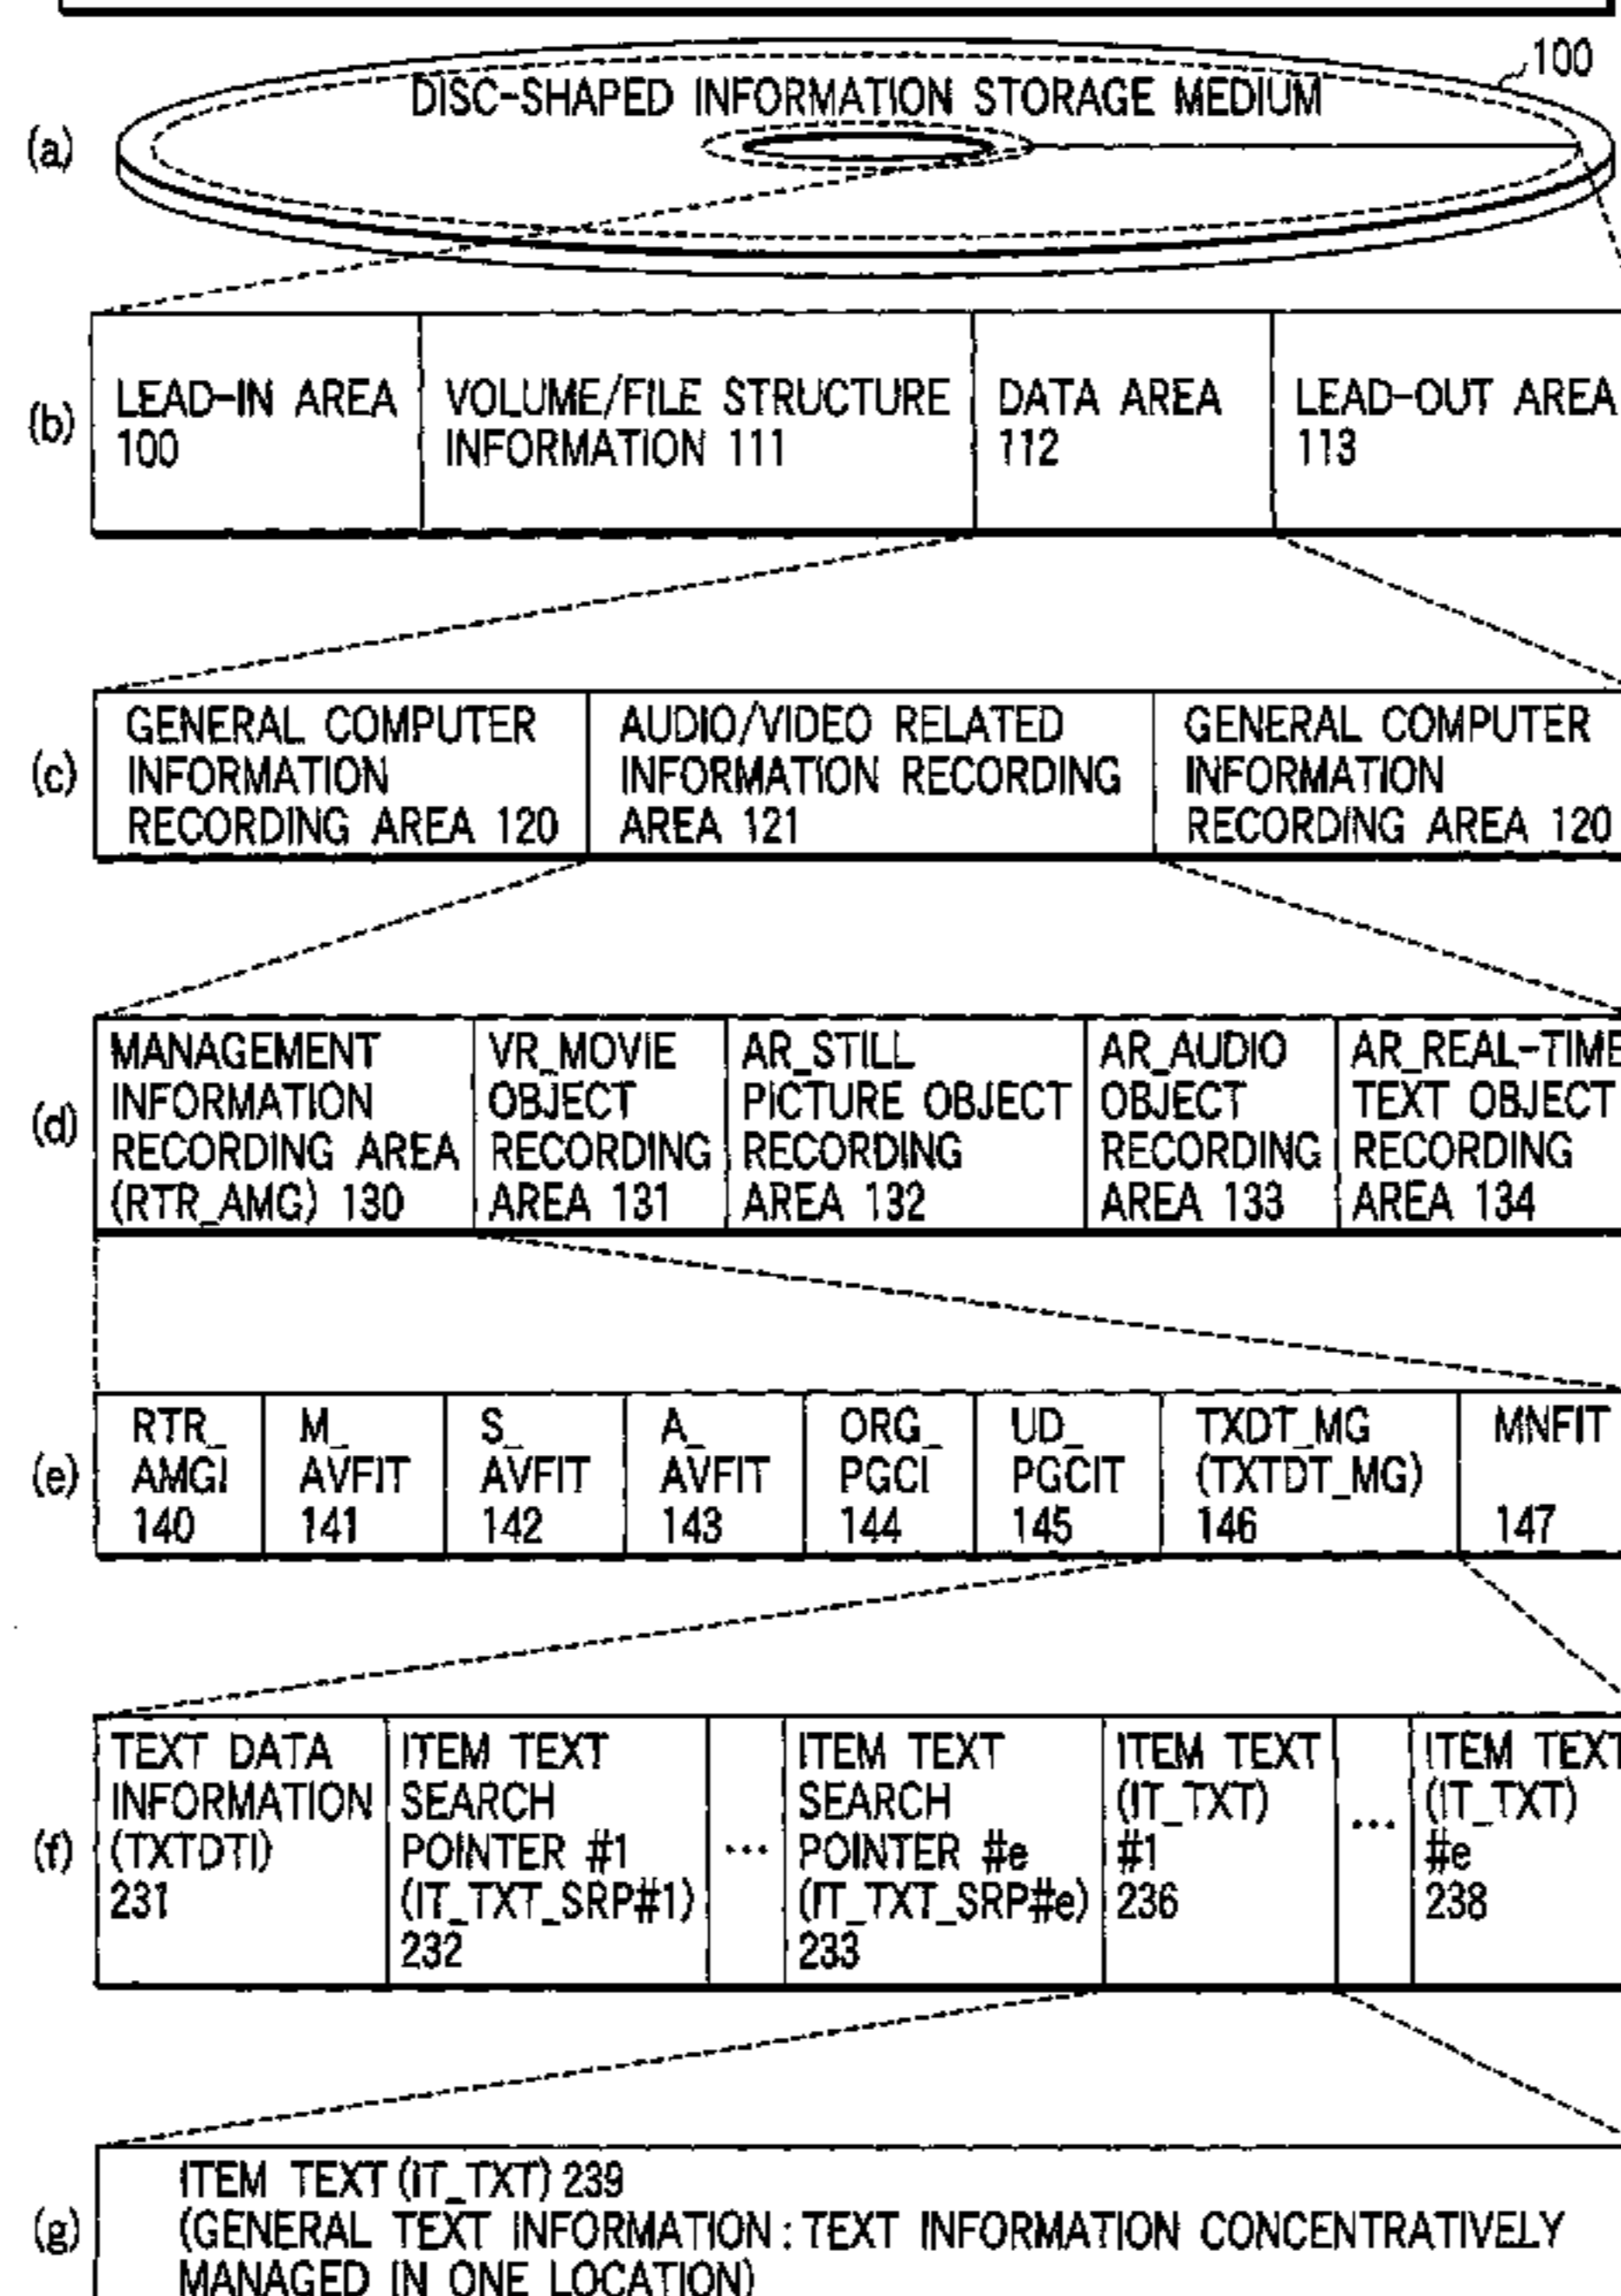 100
DISC-SHAPED INFORMATION STORAGE MEDIUM
(a)
(b)
LEAD-IN AREA
100
VOLUME/FILE STRUCTURE
INFORMATION 111
DATA AREA
112
LEAD-OUT AREA
113
(c)
GENERAL COMPUTER
INFORMATION
RECORDING AREA 120
AUDIO/VIDEO RELATED
INFORMATION RECORDING
AREA 121
GENERAL COMPUTER
INFORMATION
RECORDING AREA 120
(d)
MANAGEMENT
INFORMATION
RECORDING AREA
(RTR_AMG) 130
VR_MOVIE
OBJECT
RECORDING
AREA 131
AR_STILL
PICTURE OBJECT
RECORDING
AREA 132
AR_AUDIO
OBJECT
RECORDING
AREA 133
AR_REAL-TIME
TEXT OBJECT
RECORDING
AREA 134
(e)
RTR_
AMGI
140
M_
AVFIT
141
S_
AVFIT
142
A_
AVFIT
143
ORG_
PGCI
144
UD_
PGCIT
145
TXDT_MG
(TXTDT_MG)
146
MNFIT
147
(f)
TEXT DATA
INFORMATION
(TXTDTI)
231
ITEM TEXT
SEARCH
POINTER #1
(IT_TXT_SRP#1)
232
...
ITEM TEXT
SEARCH
POINTER #e
(IT_TXT_SRP#e)
233
ITEM TEXT
(IT_TXT)
#1
236
...
ITEM TEXT
(IT_TXT)
#e
238
(g)
ITEM TEXT (IT_TXT) 239
(GENERAL TEXT INFORMATION : TEXT INFORMATION CONCENTRATIVELY
MANAGED IN ONE LOCATION)